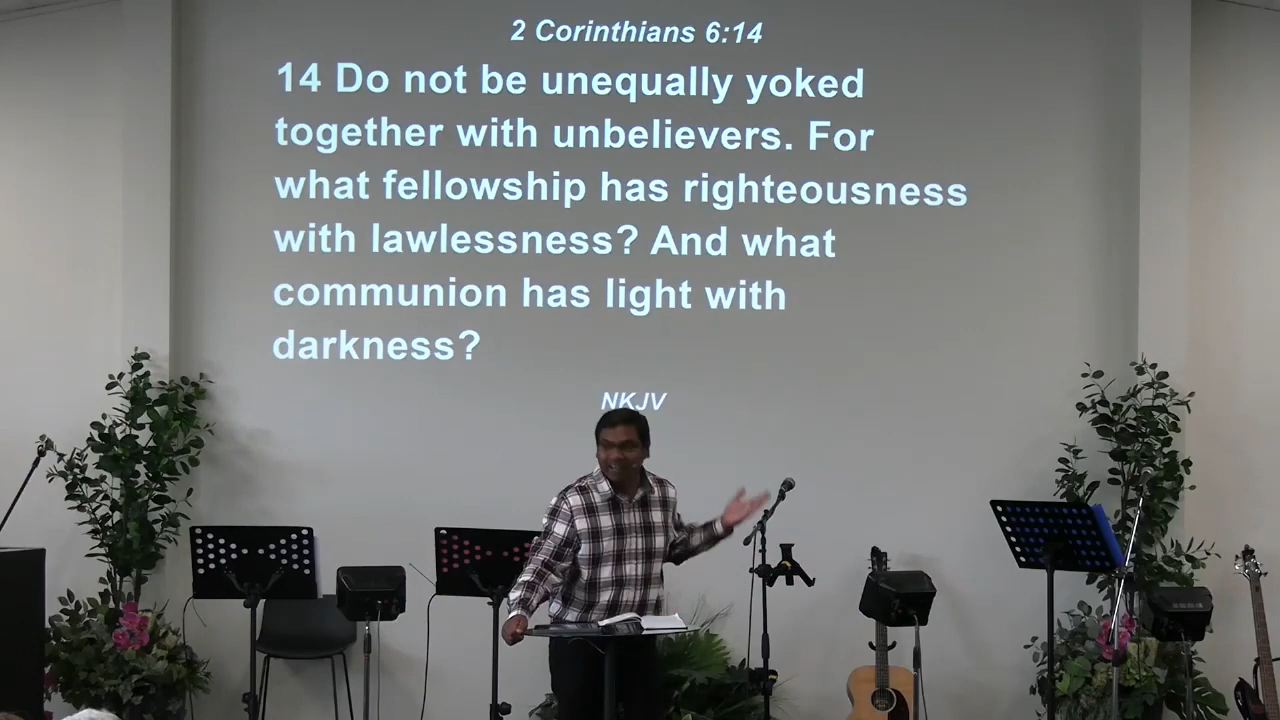 2 Corinthians 6:14
14 Do not be unequally yoked
together with unbelievers. For
what fellowship has righteousness
with lawlessness? And what
communion has light with
darkness?
NKJV